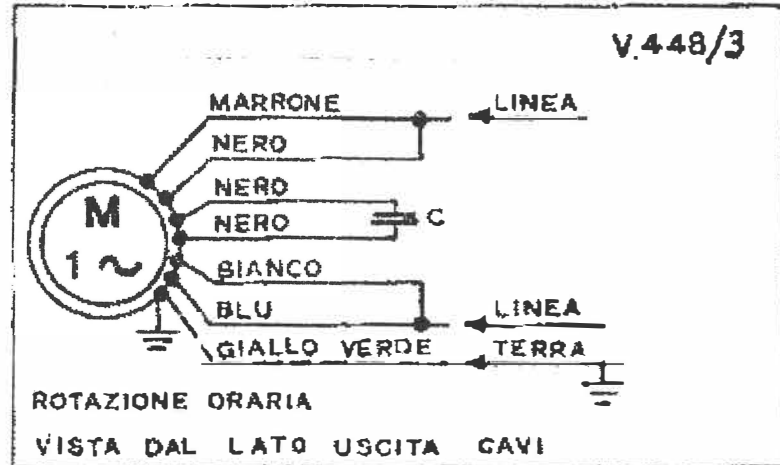 V.448/3
MARRONE
LINEA
NERO
NERO
C
NERO
M
1 ~
BIANCO
BLU
LINEA
GIALLO VERDE
TERRA
ROTAZIONE ORARIA
VISTA DAL LATO USCITA CAVI